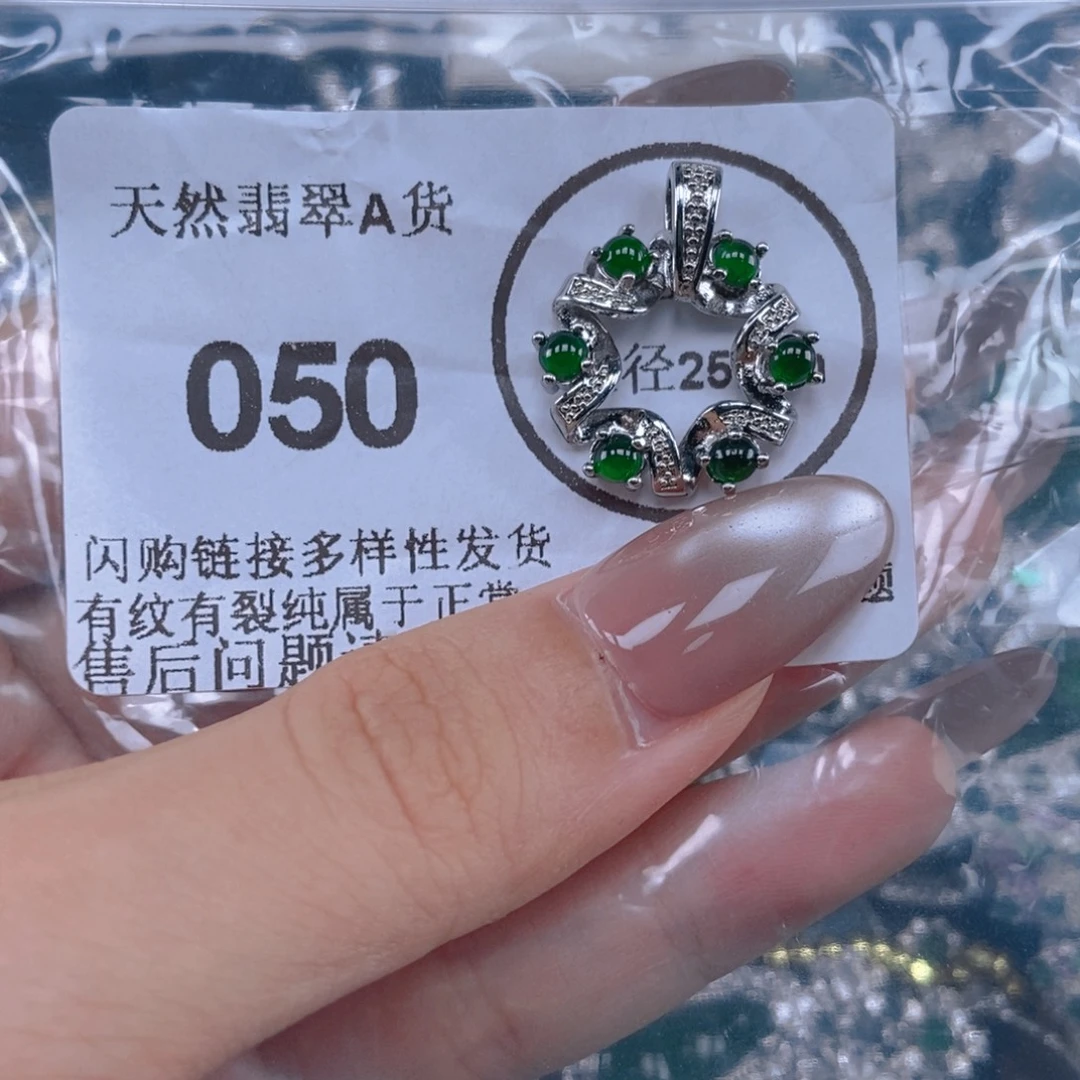 天然翡翠A货
050
径25
闪购链接多样性发货
有纹有裂纯属于正常
题
售后问题